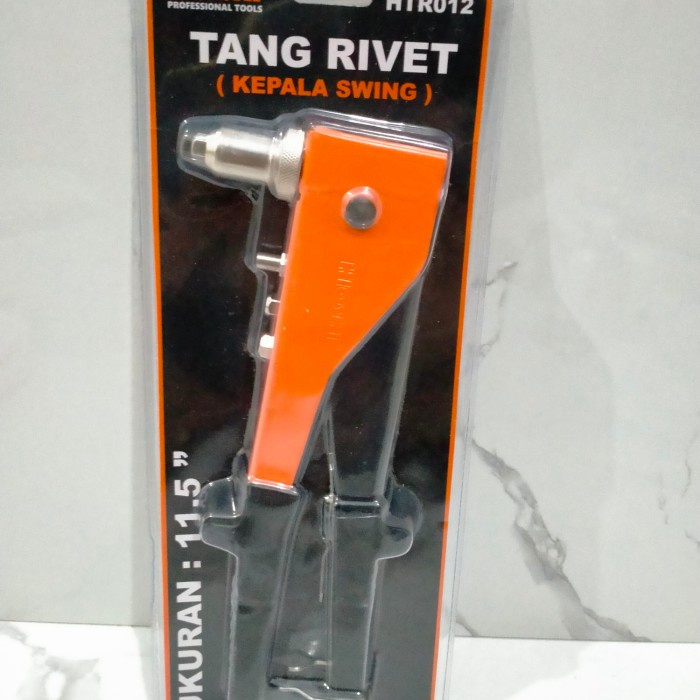 PROFESSIONAL TOOLS
HTR012
TANG RIVET
( KEPALA SWING )
UKURAN : 11.5 ”